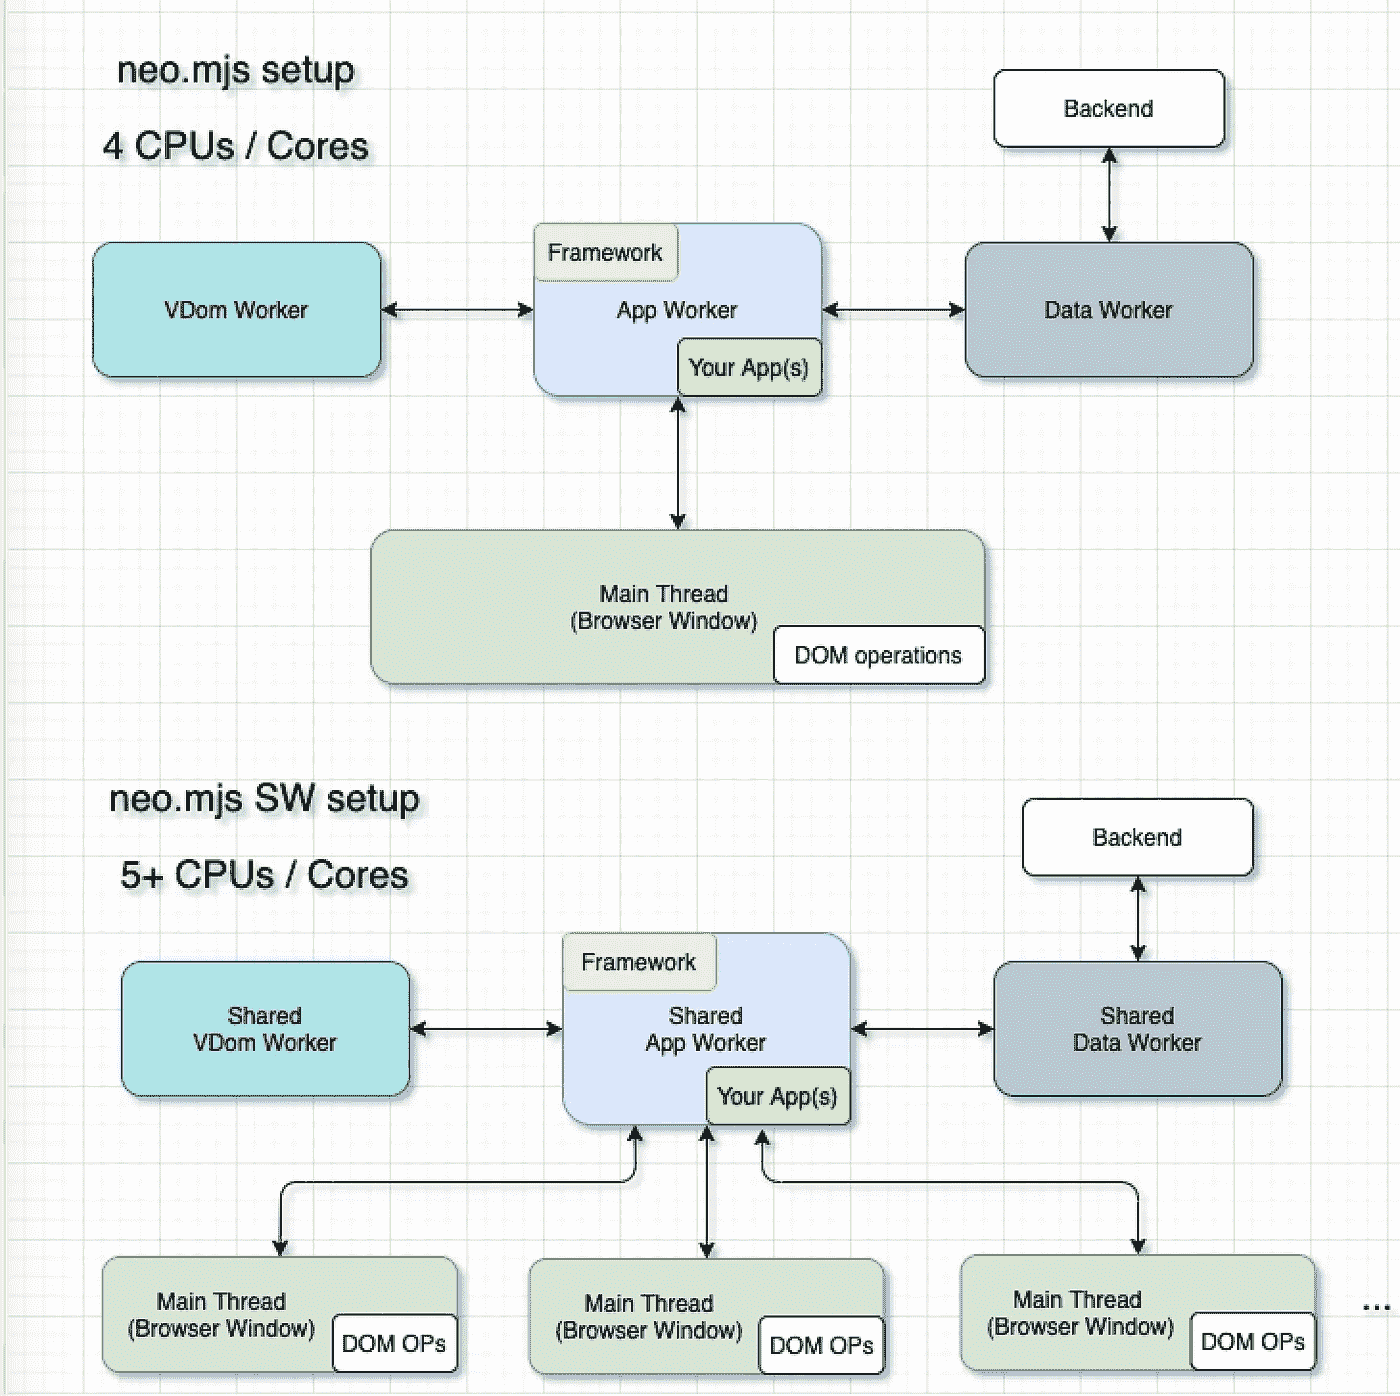 neo.mjs setup
4 CPUs / Cores
Backend
Framework
VDom Worker
App Worker
Data Worker
Your App(s)
Main Thread
(Browser Window)
DOM operations
neo.mjs SW setup
5+ CPUs / Cores
Backend
Framework
Shared
VDom Worker
Shared
App Worker
Shared
Data Worker
Your App(s)
Main Thread
(Browser Window)
DOM OPs
Main Thread
(Browser Window)
DOM OPs
Main Thread
(Browser Window)
DOM OPs
...